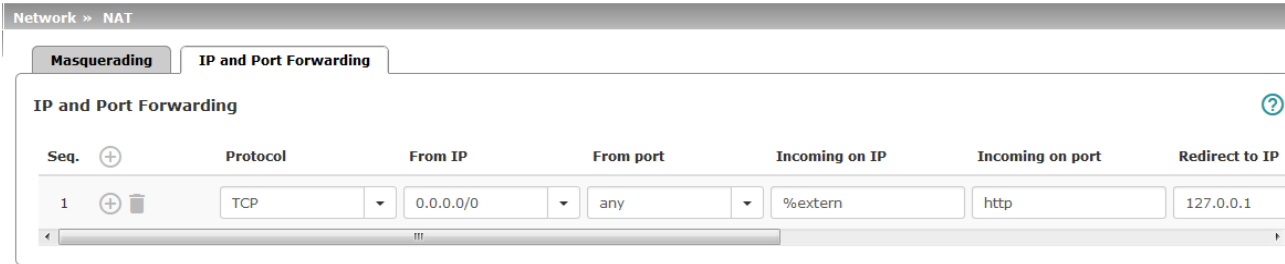 Network » NAT
Masquerading IP and Port Forwarding
IP and Port Forwarding ?
Seq. Protocol From IP From port Incoming on IP Incoming on port Redirect to IP
1 TCP 0.0.0.0/0 any %extern http 127.0.0.1